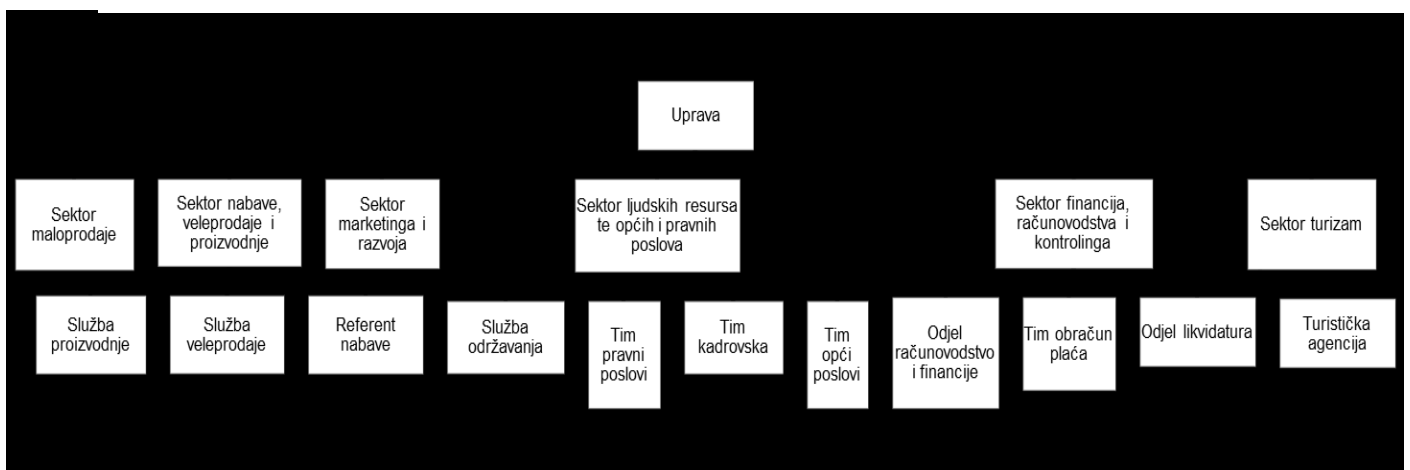 Uprava
Sektor
maloprodaje
Sektor nabave,
veleprodaje i
proizvodnje
Sektor
marketinga i
razvoja
Sektor ljudskih resursa
te općih i pravnih
poslova
Sektor financija,
računovodstva i
kontrolinga
Sektor turizam
Služba
proizvodnje
Služba
veleprodaje
Referent
nabave
Služba
održavanja
Tim
pravni
poslovi
Tim
kadrovska
Tim
opći
poslovi
Odjel
računovodstvo
i financije
Tim obračun
plaća
Odjel likvidatura
Turistička
agencija